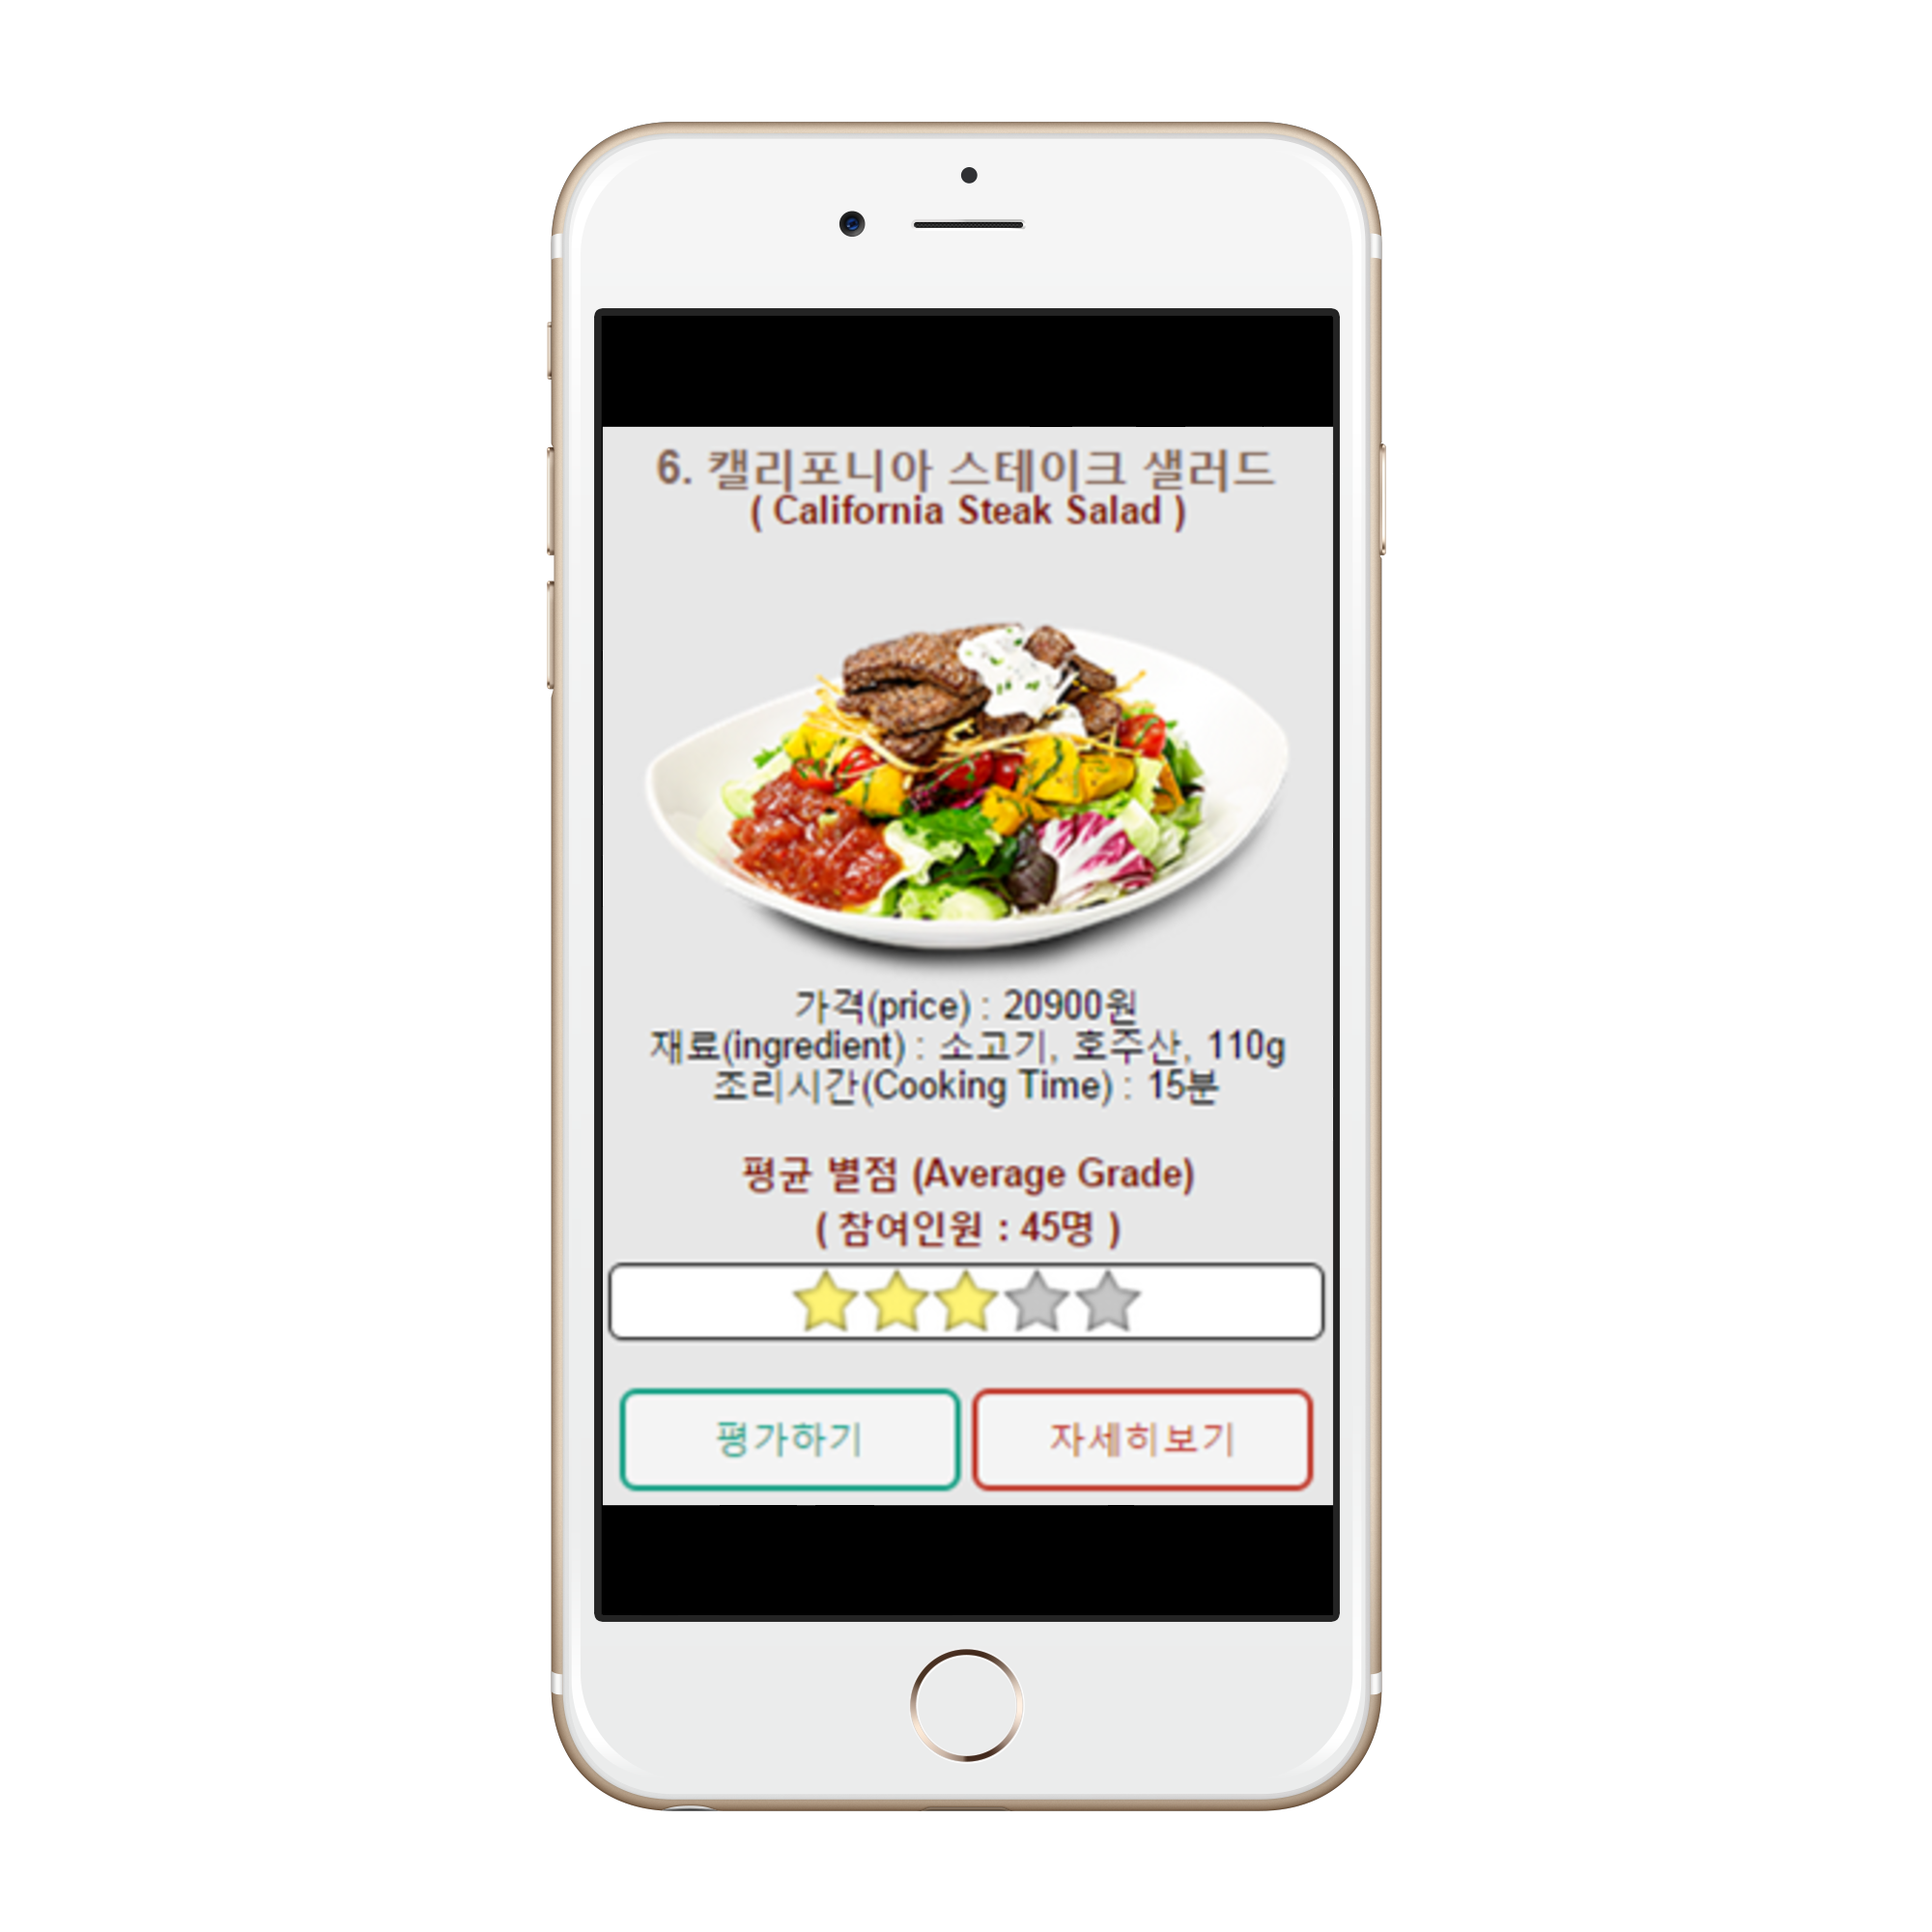 6. 캘리포니아 스테이크 샐러드
( California Steak Salad )
가격(price) : 20900원
재료(ingredient) : 소고기, 호주산, 110g
조리시간(Cooking Time) : 15분
평균 별점 (Average Grade)
( 참여인원 : 45명 )
평가하기
자세히보기